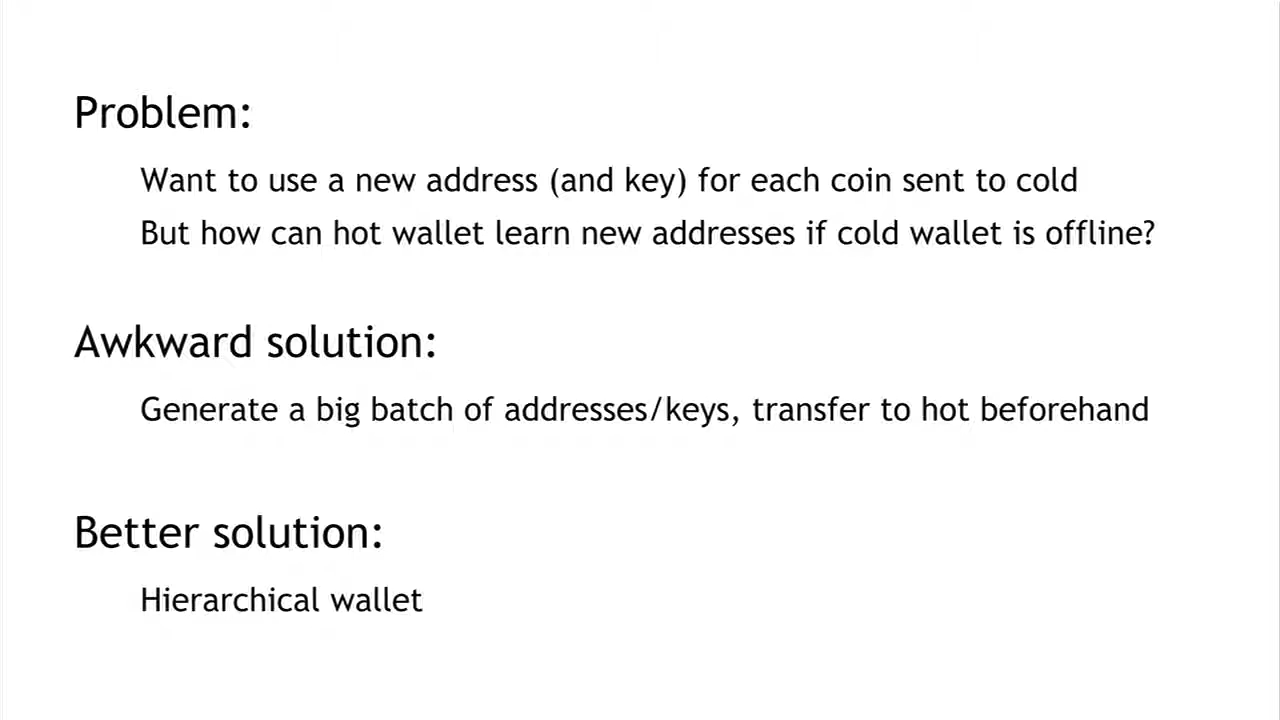 Problem:
Want to use a new address (and key) for each coin sent to cold
But how can hot wallet learn new addresses if cold wallet is offline?
Awkward solution:
Generate a big batch of addresses/keys, transfer to hot beforehand
Better solution:
Hierarchical wallet